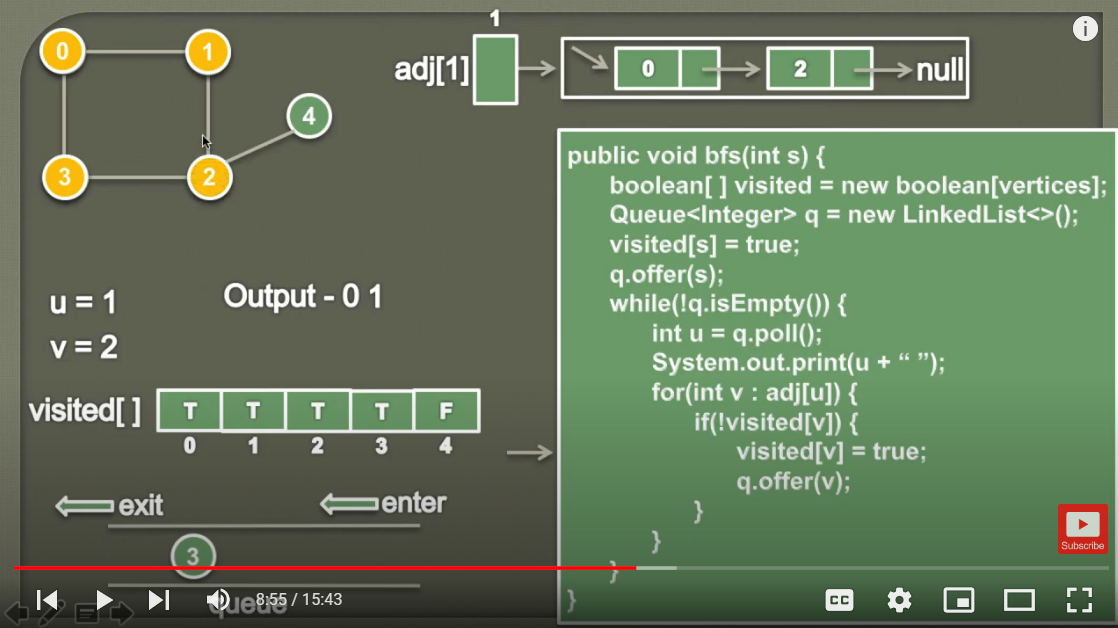 0
1
4
3
2
1
adj[1]
0
2
null
u = 1
v = 2
Output - 0 1
visited[ ]
T T T T F
0 1 2 3 4
exit
enter
3
queue
public void bfs(int s) {
boolean[ ] visited = new boolean[vertices];
Queue<Integer> q = new LinkedList<>();
visited[s] = true;
q.offer(s);
while(!q.isEmpty()) {
int u = q.poll();
System.out.print(u + “ ”);
for(int v : adj[u]) {
if(!visited[v]) {
visited[v] = true;
q.offer(v);
}
}
}
}
i
Subscribe
8:55 / 15:43
CC